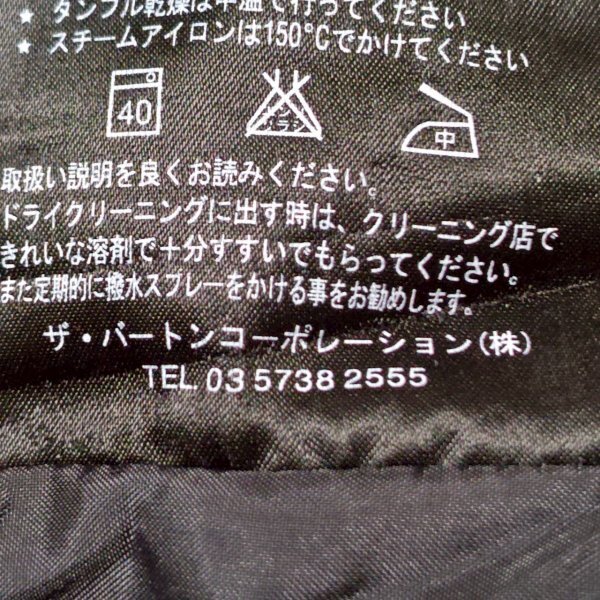 ★ タンブル乾燥は中温で行ってください
★ スチームアイロンは150°Cでかけてください
40
エンソサラシ
中
取扱い説明を良くお読みください。
ドライクリーニングに出す時は、クリーニング店で
きれいな溶剤で十分すすいでもらってください。
また定期的に撥水スプレーをかける事をお勧めします。
ザ・バートンコーポレーション(株)
TEL 03 5738 2555